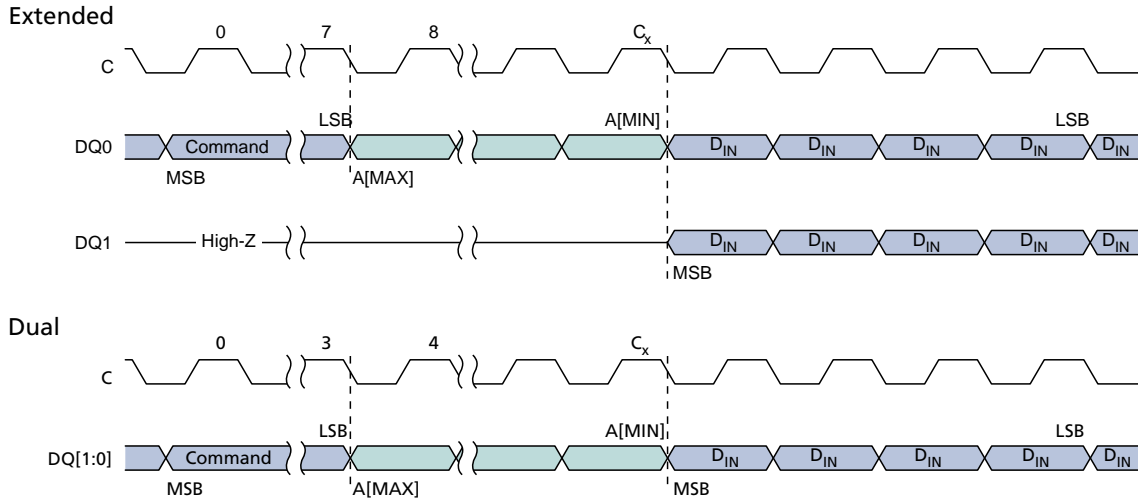 Extended
0 7 8 Cx
C
LSB A[MIN] LSB
DQ0 Command DIN DIN DIN DIN DIN
MSB A[MAX]
DQ1 High-Z DIN DIN DIN DIN DIN
MSB
Dual
0 3 4 Cx
C
LSB A[MIN] LSB
DQ[1:0] Command DIN DIN DIN DIN DIN
MSB A[MAX] MSB